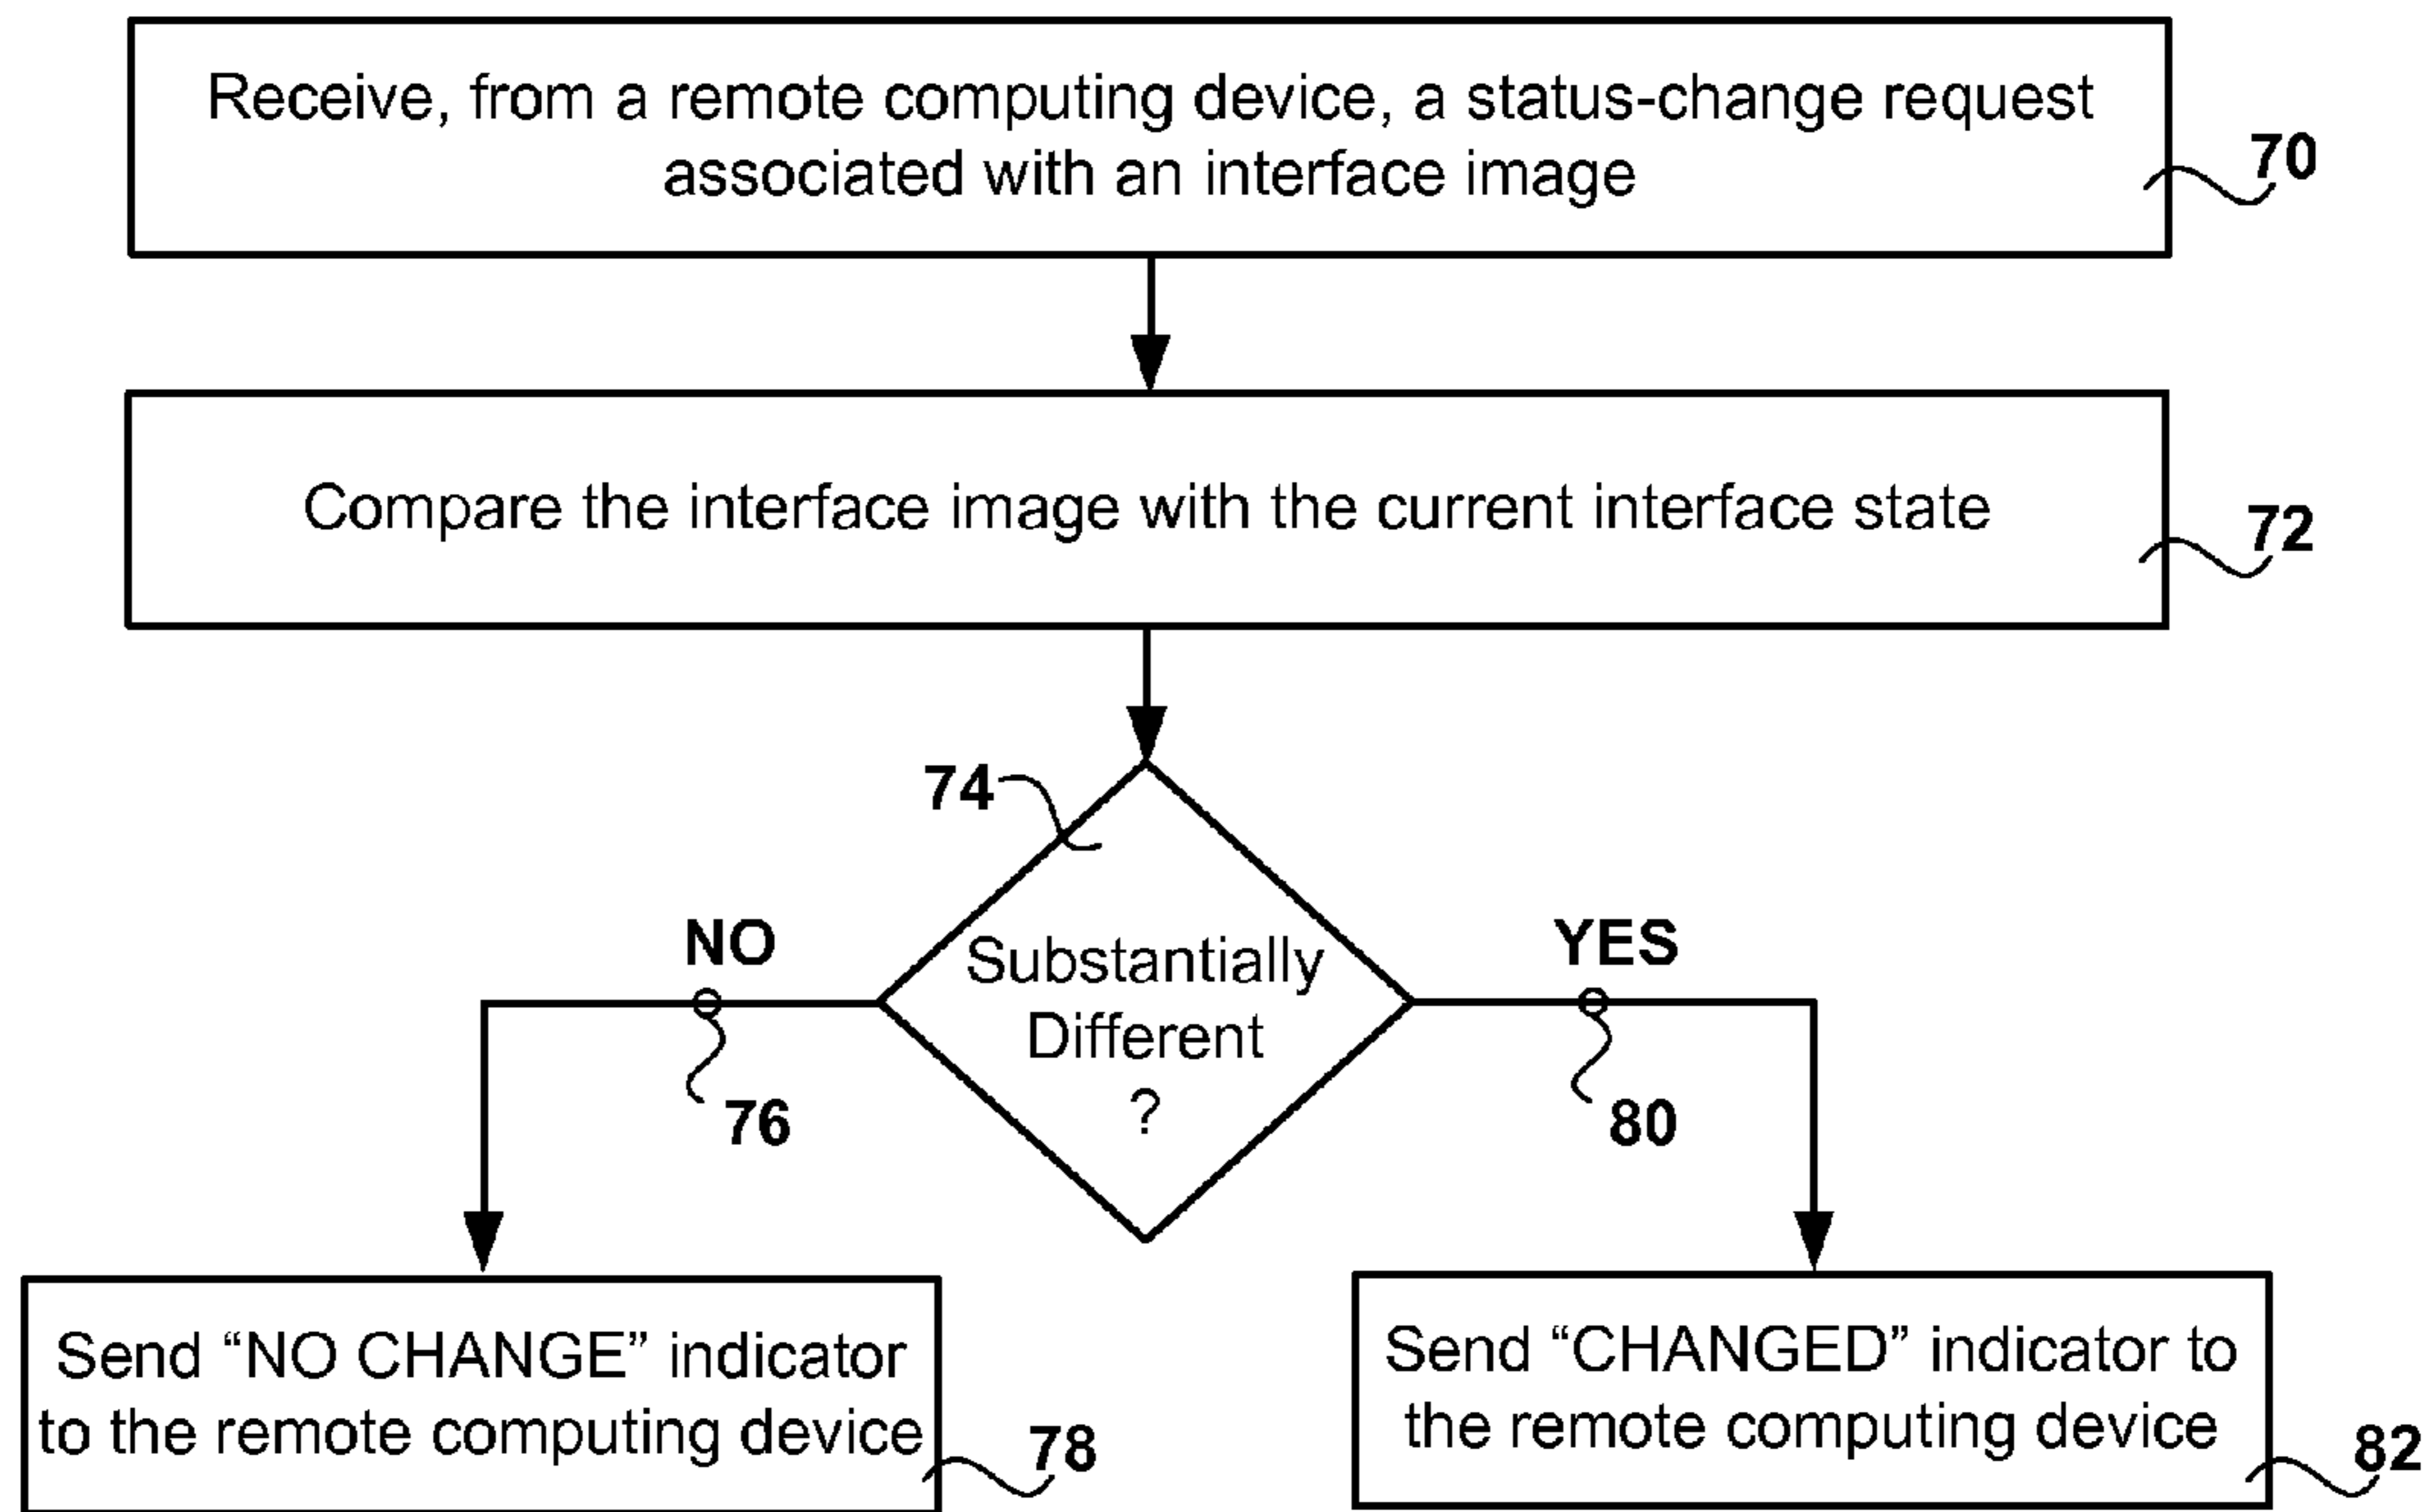 Receive, from a remote computing device, a status-change request
associated with an interface image
70
Compare the interface image with the current interface state
72
74
Substantially
Different
?
NO
76
YES
80
Send “NO CHANGE” indicator
to the remote computing device
78
Send “CHANGED” indicator to
the remote computing device
82